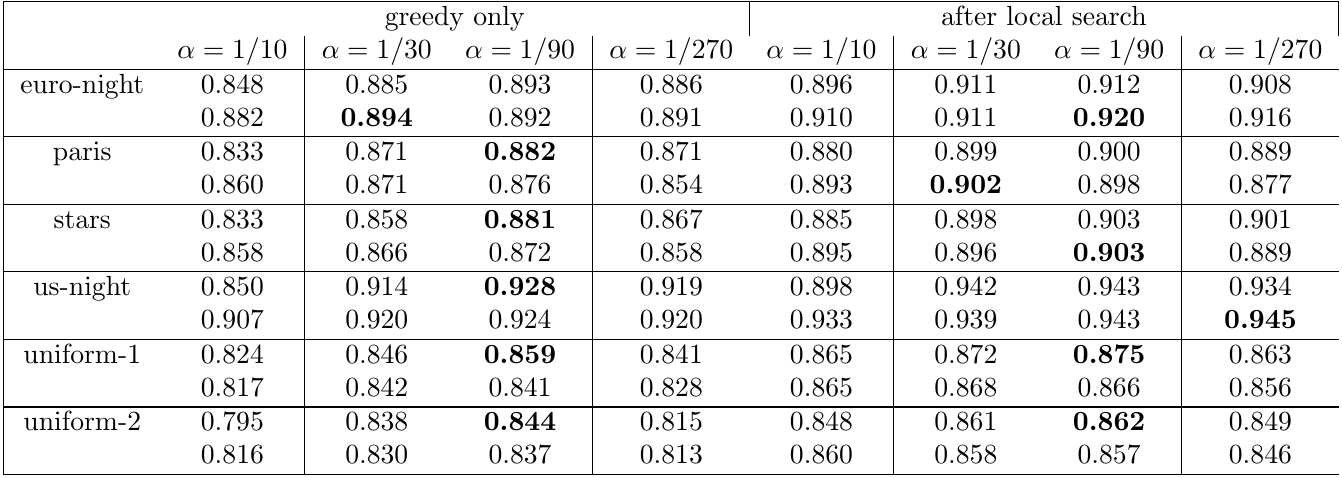 greedy only after local search
α = 1/10 α = 1/30 α = 1/90 α = 1/270 α = 1/10 α = 1/30 α = 1/90 α = 1/270
euro-night 0.848 0.885 0.893 0.886 0.896 0.911 0.912 0.908
0.882 0.894 0.892 0.891 0.910 0.911 0.920 0.916
paris 0.833 0.871 0.882 0.871 0.880 0.899 0.900 0.889
0.860 0.871 0.876 0.854 0.893 0.902 0.898 0.877
stars 0.833 0.858 0.881 0.867 0.885 0.898 0.903 0.901
0.858 0.866 0.872 0.858 0.895 0.896 0.903 0.889
us-night 0.850 0.914 0.928 0.919 0.898 0.942 0.943 0.934
0.907 0.920 0.924 0.920 0.933 0.939 0.943 0.945
uniform-1 0.824 0.846 0.859 0.841 0.865 0.872 0.875 0.863
0.817 0.842 0.841 0.828 0.865 0.868 0.866 0.856
uniform-2 0.795 0.838 0.844 0.815 0.848 0.861 0.862 0.849
0.816 0.830 0.837 0.813 0.860 0.858 0.857 0.846